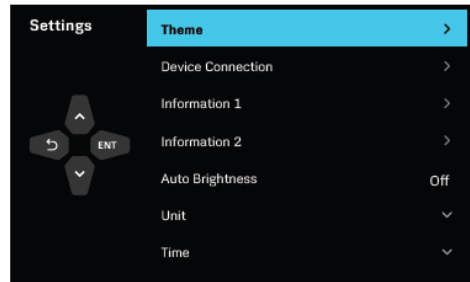 Settings
Theme
Device Connection
Information 1
Information 2
ENT
Auto Brightness
Off
Unit
Time